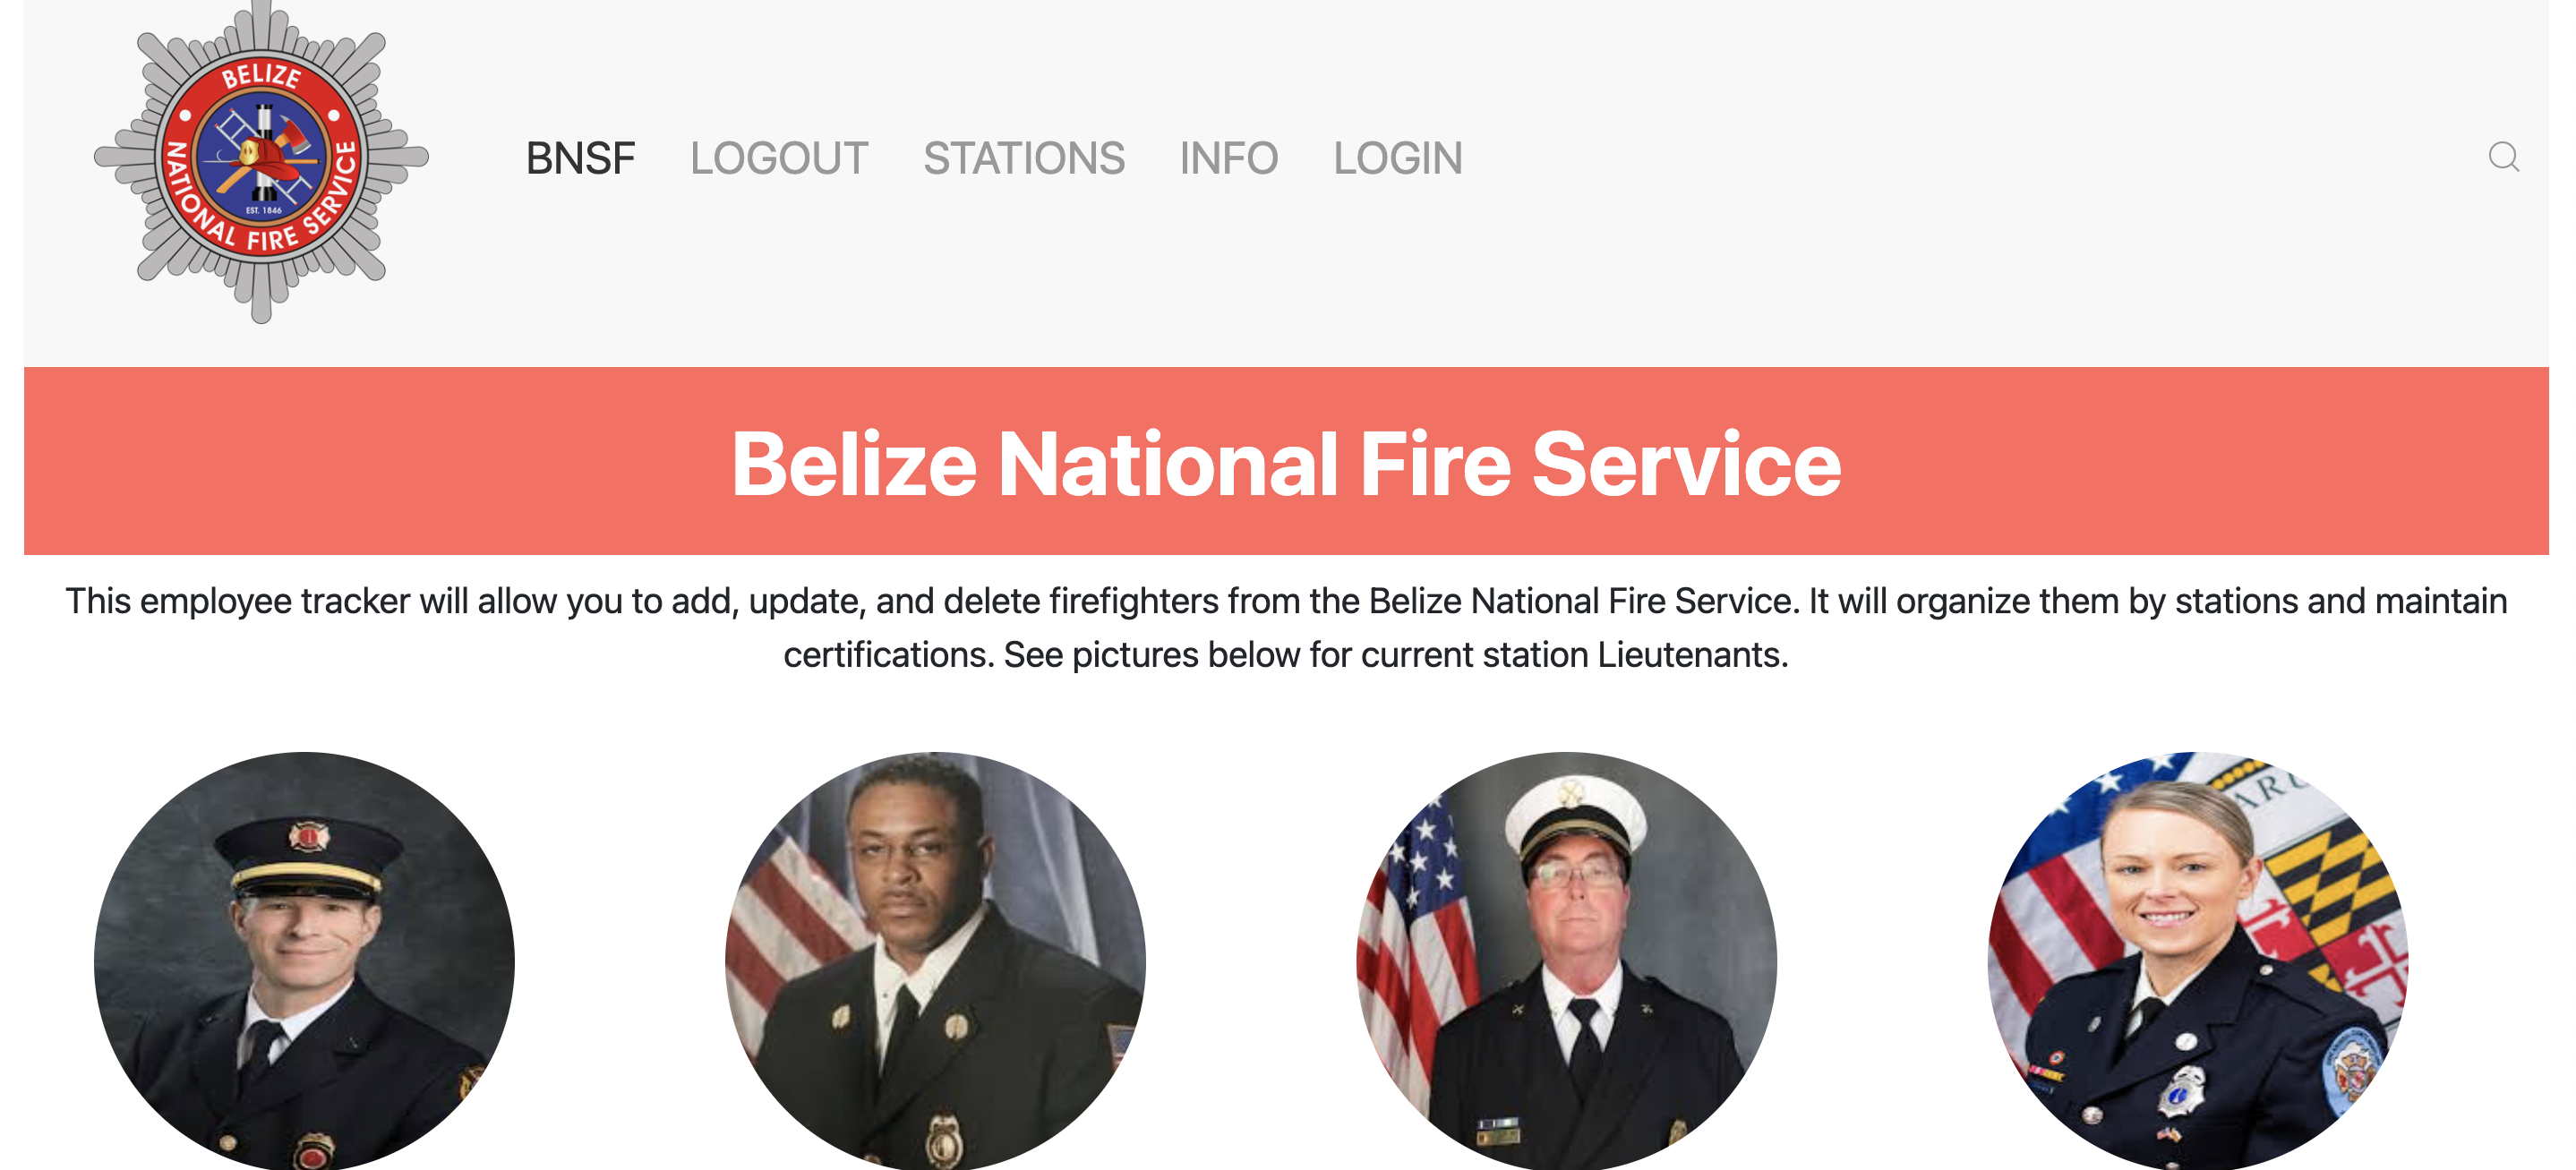 BELIZE
NATIONAL FIRE SERVICE
EST. 1846
BNSF LOGOUT STATIONS INFO LOGIN
Belize National Fire Service
This employee tracker will allow you to add, update, and delete firefighters from the Belize National Fire Service. It will organize them by stations and maintain
certifications. See pictures below for current station Lieutenants.